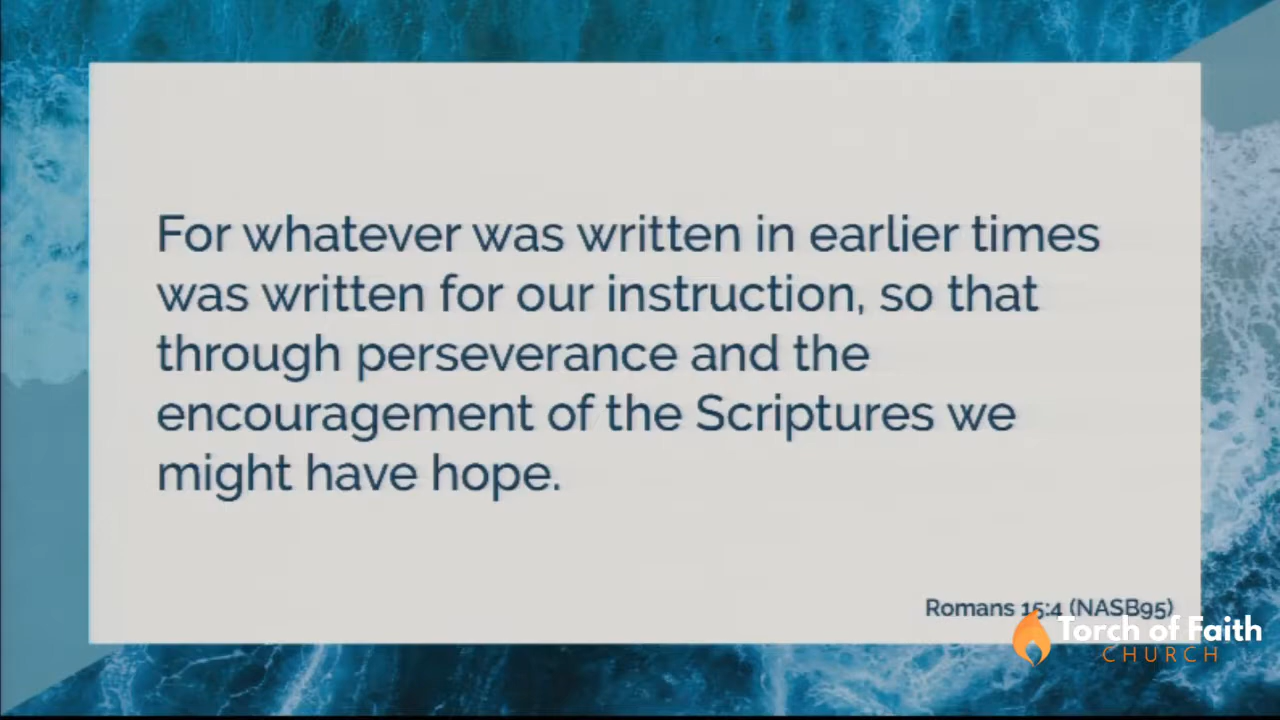 For whatever was written in earlier times
was written for our instruction, so that
through perseverance and the
encouragement of the Scriptures we
might have hope.
Romans 15:4 (NASB95)
Torch of Faith
CHURCH